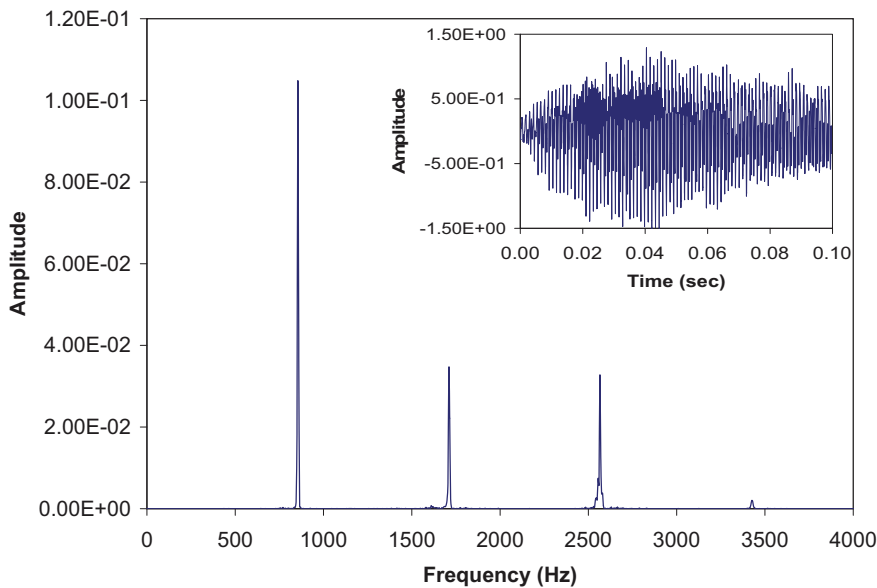 1.20E-01
1.00E-01
8.00E-02
6.00E-02
4.00E-02
2.00E-02
0.00E+00
Amplitude
0 500 1000 1500 2000 2500 3000 3500 4000
Frequency (Hz)
1.50E+00
5.00E-01
-5.00E-01
-1.50E+00
Amplitude
0.00 0.02 0.04 0.06 0.08 0.10
Time (sec)